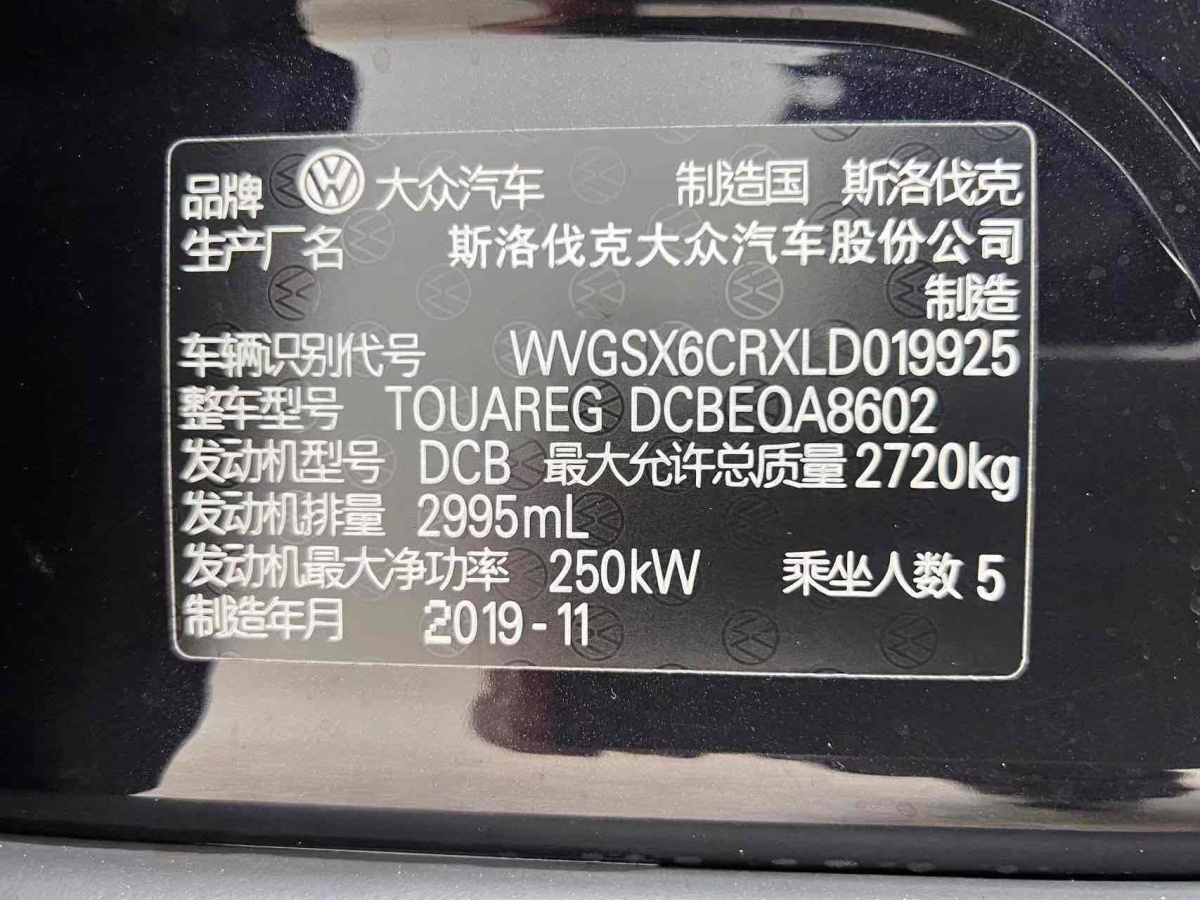 品牌 大众汽车 制造国 斯洛伐克
生产厂名 斯洛伐克大众汽车股份公司
制造
车辆识别代号 WVGSX6CRXLD019925
整车型号 TOUAREG DCBEQA8602
发动机型号 DCB 最大允许总质量 2720kg
发动机排量 2995mL
发动机最大净功率 250kW 乘坐人数 5
制造年月 2019-11